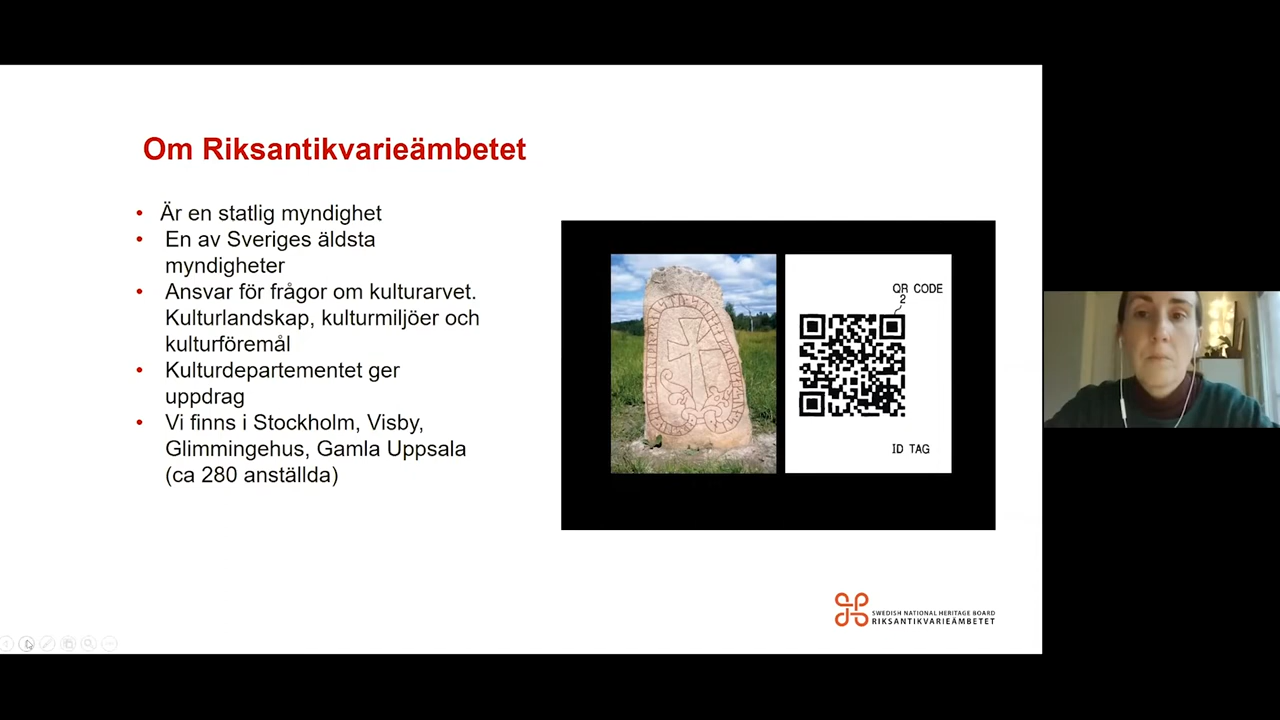 Om Riksantikvarieämbetet
• Är en statlig myndighet
• En av Sveriges äldsta
myndigheter
• Ansvar för frågor om kulturarvet.
Kulturlandskap, kulturmiljöer och
kulturföremål
• Kulturdepartementet ger
uppdrag
• Vi finns i Stockholm, Visby,
Glimmingehus, Gamla Uppsala
(ca 280 anställda)
QR CODE
2
ID TAG
SWEDISH NATIONAL HERITAGE BOARD
RIKSANTIKVARIEÄMBETET